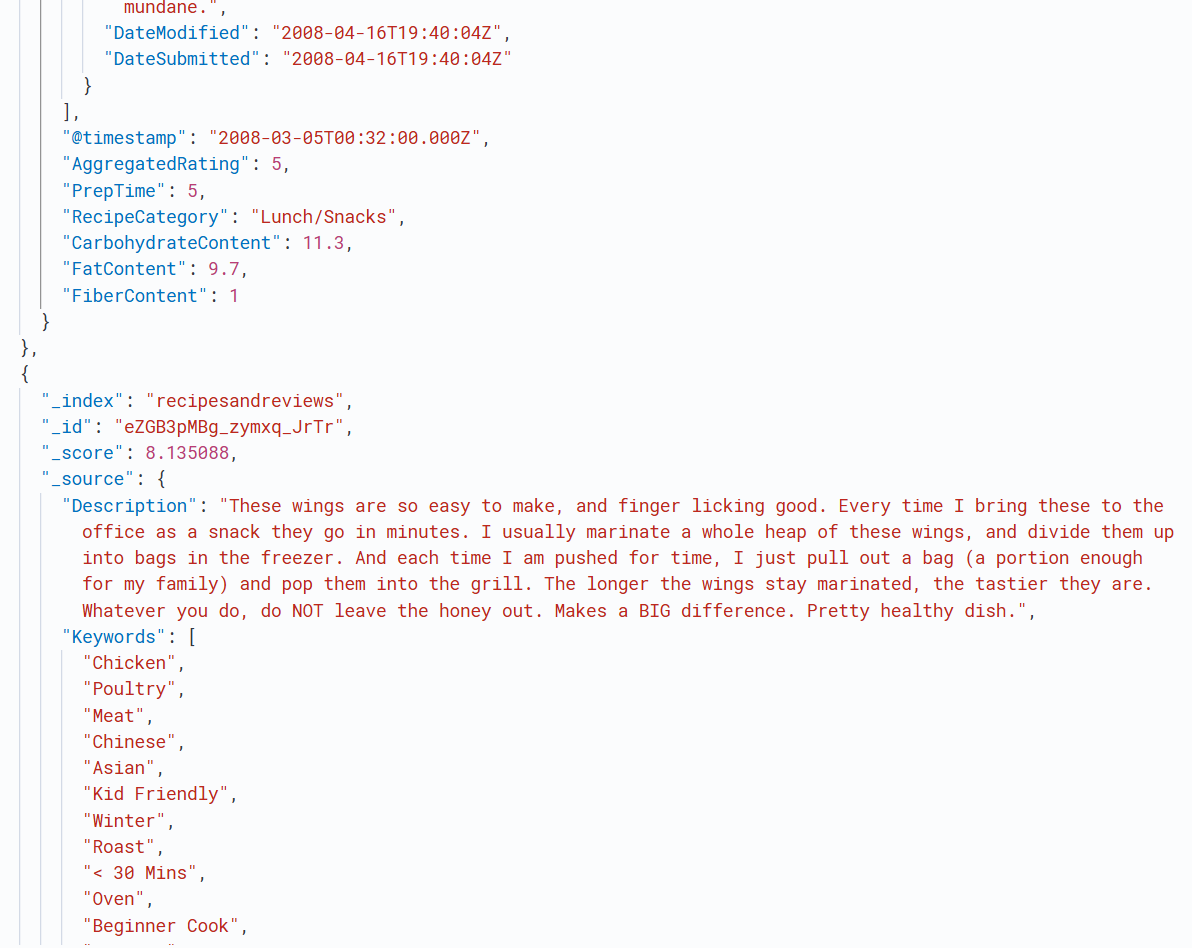 mundane.",
"DateModified": "2008-04-16T19:40:04Z",
"DateSubmitted": "2008-04-16T19:40:04Z"
}
],
"@timestamp": "2008-03-05T00:32:00.000Z",
"AggregatedRating": 5,
"PrepTime": 5,
"RecipeCategory": "Lunch/Snacks",
"CarbohydrateContent": 11.3,
"FatContent": 9.7,
"FiberContent": 1
}
},
{
"_index": "recipesandreviews",
"_id": "eZGB3pMBg_zymxq_JrTr",
"_score": 8.135088,
"_source": {
"Description": "These wings are so easy to make, and finger licking good. Every time I bring these to the
office as a snack they go in minutes. I usually marinate a whole heap of these wings, and divide them up
into bags in the freezer. And each time I am pushed for time, I just pull out a bag (a portion enough
for my family) and pop them into the grill. The longer the wings stay marinated, the tastier they are.
Whatever you do, do NOT leave the honey out. Makes a BIG difference. Pretty healthy dish.",
"Keywords": [
"Chicken",
"Poultry",
"Meat",
"Chinese",
"Asian",
"Kid Friendly",
"Winter",
"Roast",
"< 30 Mins",
"Oven",
"Beginner Cook",